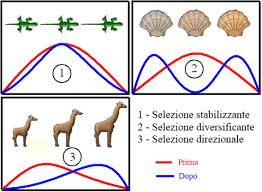 1
2
3
1 - Selezione stabilizzante
2 - Selezione diversificante
3 - Selezione direzionale
Prima
Dopo